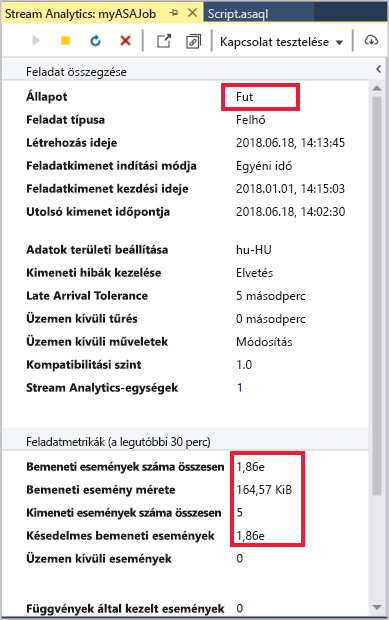 Stream Analytics: myASAJob Script.asaql
Kapcsolat tesztelése
Feladat összegzése
Állapot Fut
Feladat típusa Felhő
Létrehozás ideje 2018.06.18, 14:13:45
Feladatkimenet indítási módja Egyéni idő
Feladatkimenet kezdési ideje 2018.01.01, 14:15:03
Utolsó kimenet időpontja 2018.06.18, 14:02:30
Adatok területi beállítása hu-HU
Kimeneti hibák kezelése Elvetés
Late Arrival Tolerance 5 másodperc
Üzemen kívüli tűrés 0 másodperc
Üzemen kívüli műveletek Módosítás
Kompatibilitási szint 1.0
Stream Analytics-egységek 1
Feladatmetrikák (a legutóbbi 30 perc)
Bemeneti események száma összesen 1,86e
Bemeneti esemény mérete 164,57 KiB
Kimeneti események száma összesen 5
Késedelmes bemeneti események 1,86e
Üzemen kívüli események 0
Függvények által kezelt események 0